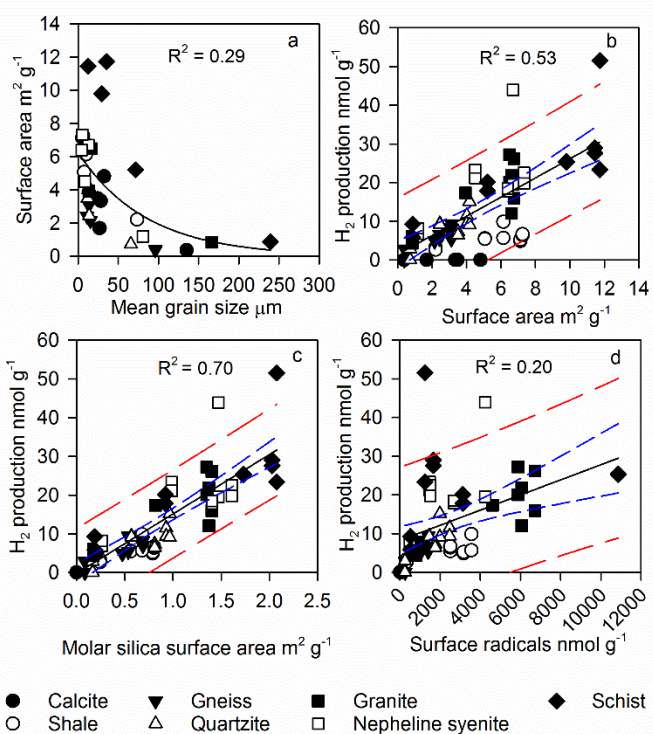 a
R² = 0.29
Surface area m² g⁻¹
14
12
10
8
6
4
2
0
0 50 100 150 200 250 300
Mean grain size μm
b
R² = 0.53
H₂ production nmol g⁻¹
60
50
40
30
20
10
0
0 2 4 6 8 10 12 14
Surface area m² g⁻¹
c
R² = 0.70
H₂ production nmol g⁻¹
60
50
40
30
20
10
0
0.0 0.5 1.0 1.5 2.0 2.5
Molar silica surface area m² g⁻¹
d
R² = 0.20
H₂ production nmol g⁻¹
60
50
40
30
20
10
0
0 2000 4000 6000 8000 10000 12000
Surface radicals nmol g⁻¹
Calcite Gneiss Granite Schist
Shale Quartzite Nepheline syenite